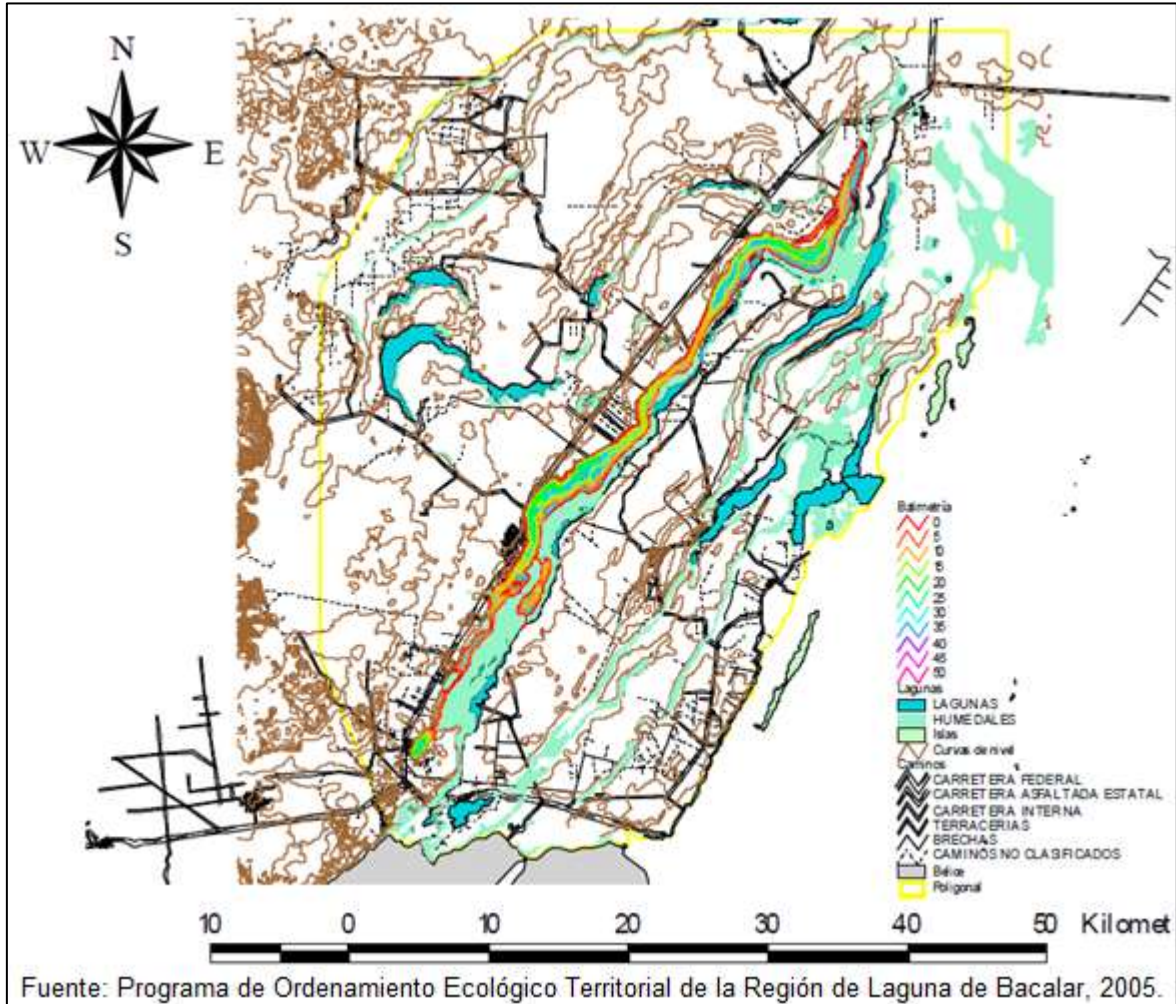 N
W E
S
Batimetría
0
5
10
15
20
25
30
35
40
45
50
Lagunas
LAGUNAS
HUMEDALES
Islas
Curvas de nivel
Caminos
CARRETERA FEDERAL
CARRETERA ASFALTADA ESTATAL
CARRETERA INTERNA
TERRACERIAS
BRECHAS
CAMINOS NO CLASIFICADOS
Belice
Poligonal
10 0 10 20 30 40 50 Kilomet
Fuente: Programa de Ordenamiento Ecológico Territorial de la Región de Laguna de Bacalar, 2005.